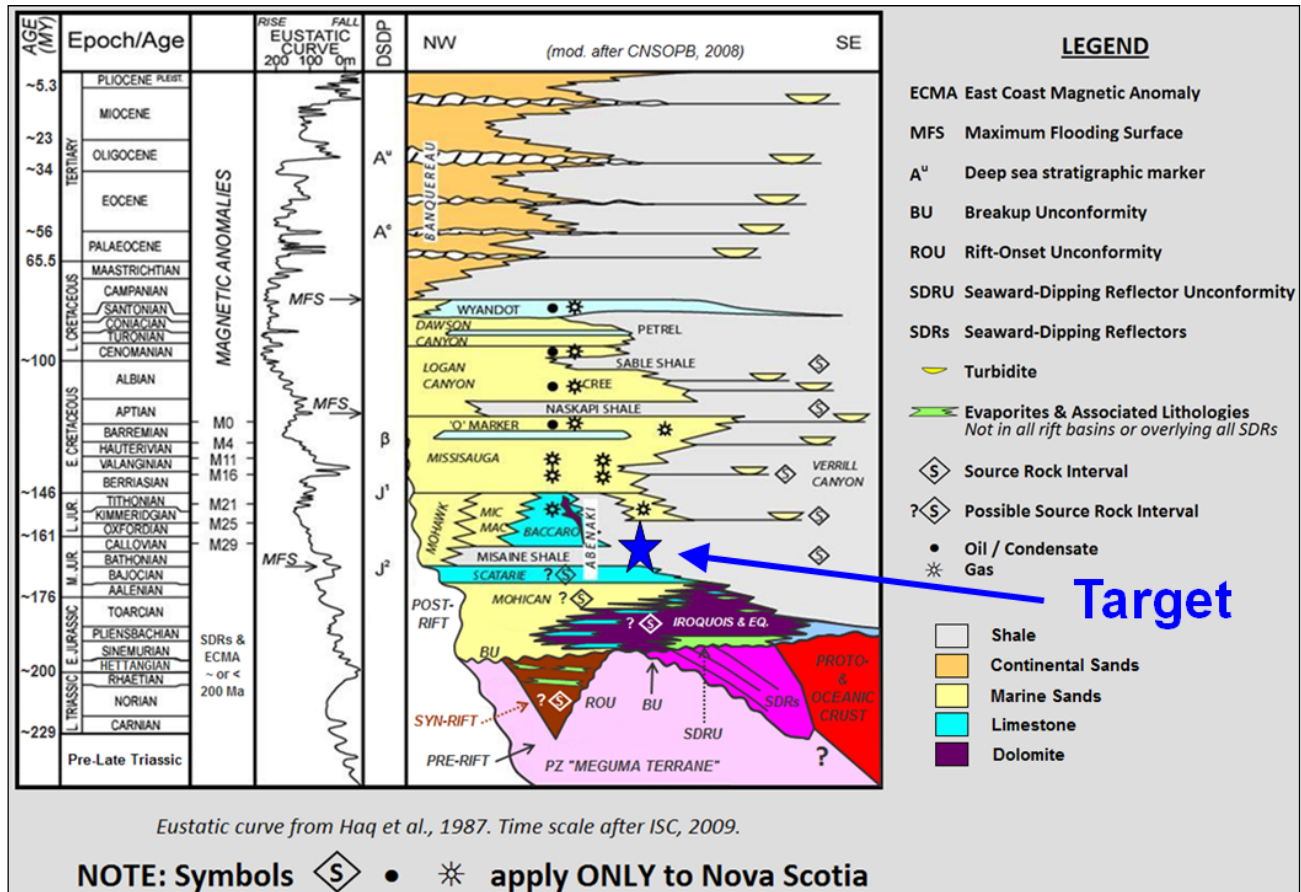 AGE (MY)
Epoch/Age
MAGNETIC ANOMALIES
RISE FALL
EUSTATIC CURVE
200 100 0m
DSDP
NW
(mod. after CNSOPB, 2008)
SE
~5.3
~23
~34
~56
65.5
~100
~146
~161
~176
~200
~229
TERTIARY
L. CRETACEOUS
E. CRETACEOUS
L. JUR.
M. JUR.
E. JURASSIC
L. TRIASSIC
PLIOCENE PLEIST.
MIOCENE
OLIGOCENE
EOCENE
PALAEOCENE
MAASTRICHTIAN
CAMPANIAN
SANTONIAN
CONIACIAN
TURONIAN
CENOMANIAN
ALBIAN
APTIAN
BARREMIAN
HAUTERIVIAN
VALANGINIAN
BERRIASIAN
TITHONIAN
KIMMERIDGIAN
OXFORDIAN
CALLOVIAN
BATHONIAN
BAJOCIAN
AALENIAN
TOARCIAN
PLIENSBACHIAN
SINEMURIAN
HETTANGIAN
RHAETIAN
NORIAN
CARNIAN
Pre-Late Triassic
M0
M4
M11
M16
M21
M25
M29
SDRs &
ECMA
~ or <
200 Ma
MFS
MFS
MFS
Aᵘ
Aᵉ
β
J¹
J²
BANQUEREAU
WYANDOT
DAWSON
CANYON
PETREL
LOGAN
CANYON
SABLE SHALE
CREE
NASKAPI SHALE
'O' MARKER
MISSISAUGA
VERRILL
CANYON
MOHAWK
MIC
MAC
BACCARO
ABENAKI
MISAINE SHALE
SCATARIE
? S
MOHICAN
? S
POST-
RIFT
? S
IROQUOIS & EQ.
BU
? S
ROU
BU
SDRU
SDRs
PROTO-
&
OCEANIC
CRUST
SYN-RIFT
PRE-RIFT
PZ "MEGUMA TERRANE"
?
S
S
S
S
S
Target
LEGEND
ECMA East Coast Magnetic Anomaly
MFS Maximum Flooding Surface
Aᵘ Deep sea stratigraphic marker
BU Breakup Unconformity
ROU Rift-Onset Unconformity
SDRU Seaward-Dipping Reflector Unconformity
SDRs Seaward-Dipping Reflectors
Turbidite
Evaporites & Associated Lithologies
Not in all rift basins or overlying all SDRs
S Source Rock Interval
? S Possible Source Rock Interval
Oil / Condensate
Gas
Shale
Continental Sands
Marine Sands
Limestone
Dolomite
Eustatic curve from Haq et al., 1987. Time scale after ISC, 2009.
NOTE: Symbols S ● ☼ apply ONLY to Nova Scotia